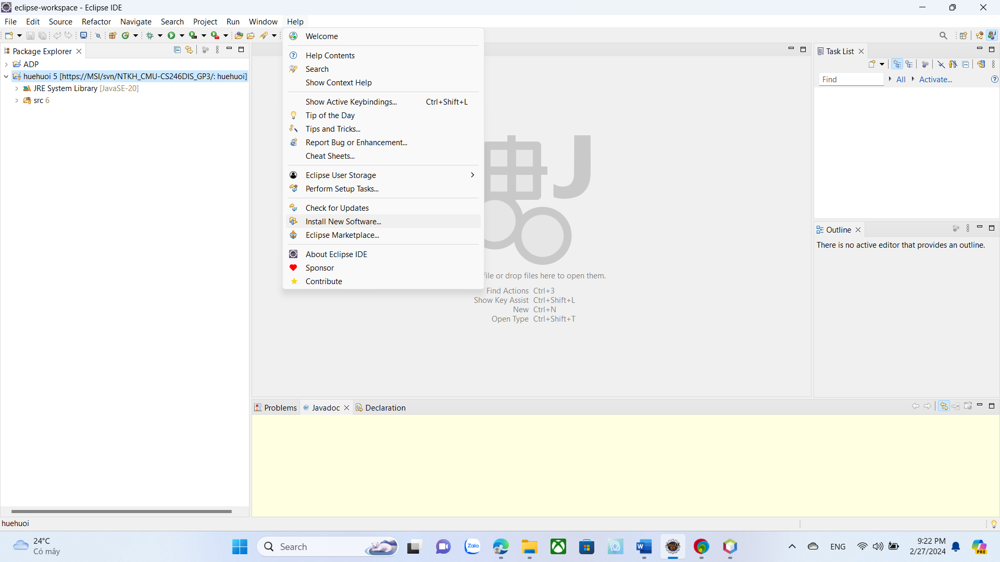 eclipse-workspace - Eclipse IDE
File Edit Source Refactor Navigate Search Project Run Window Help
Package Explorer
ADP
huehuoi 5 [https://MSI/svn/NTKH_CMU-CS246DIS_GP3/: huehuoi]
JRE System Library [JavaSE-20]
src 6
Welcome
Help Contents
Search
Show Context Help
Show Active Keybindings... Ctrl+Shift+L
Tip of the Day
Tips and Tricks...
Report Bug or Enhancement...
Cheat Sheets...
Eclipse User Storage
Perform Setup Tasks...
Check for Updates
Install New Software...
Eclipse Marketplace...
About Eclipse IDE
Sponsor
Contribute
file or drop files here to open them.
Find Actions Ctrl+3
Show Key Assist Ctrl+Shift+L
New Ctrl+N
Open Type Ctrl+Shift+T
Task List
Find All Activate...
Outline
There is no active editor that provides an outline.
Problems @ Javadoc Declaration
huehuoi
24°C
Có mây
Search
Zalo
W
ENG
9:22 PM
2/27/2024
PRE